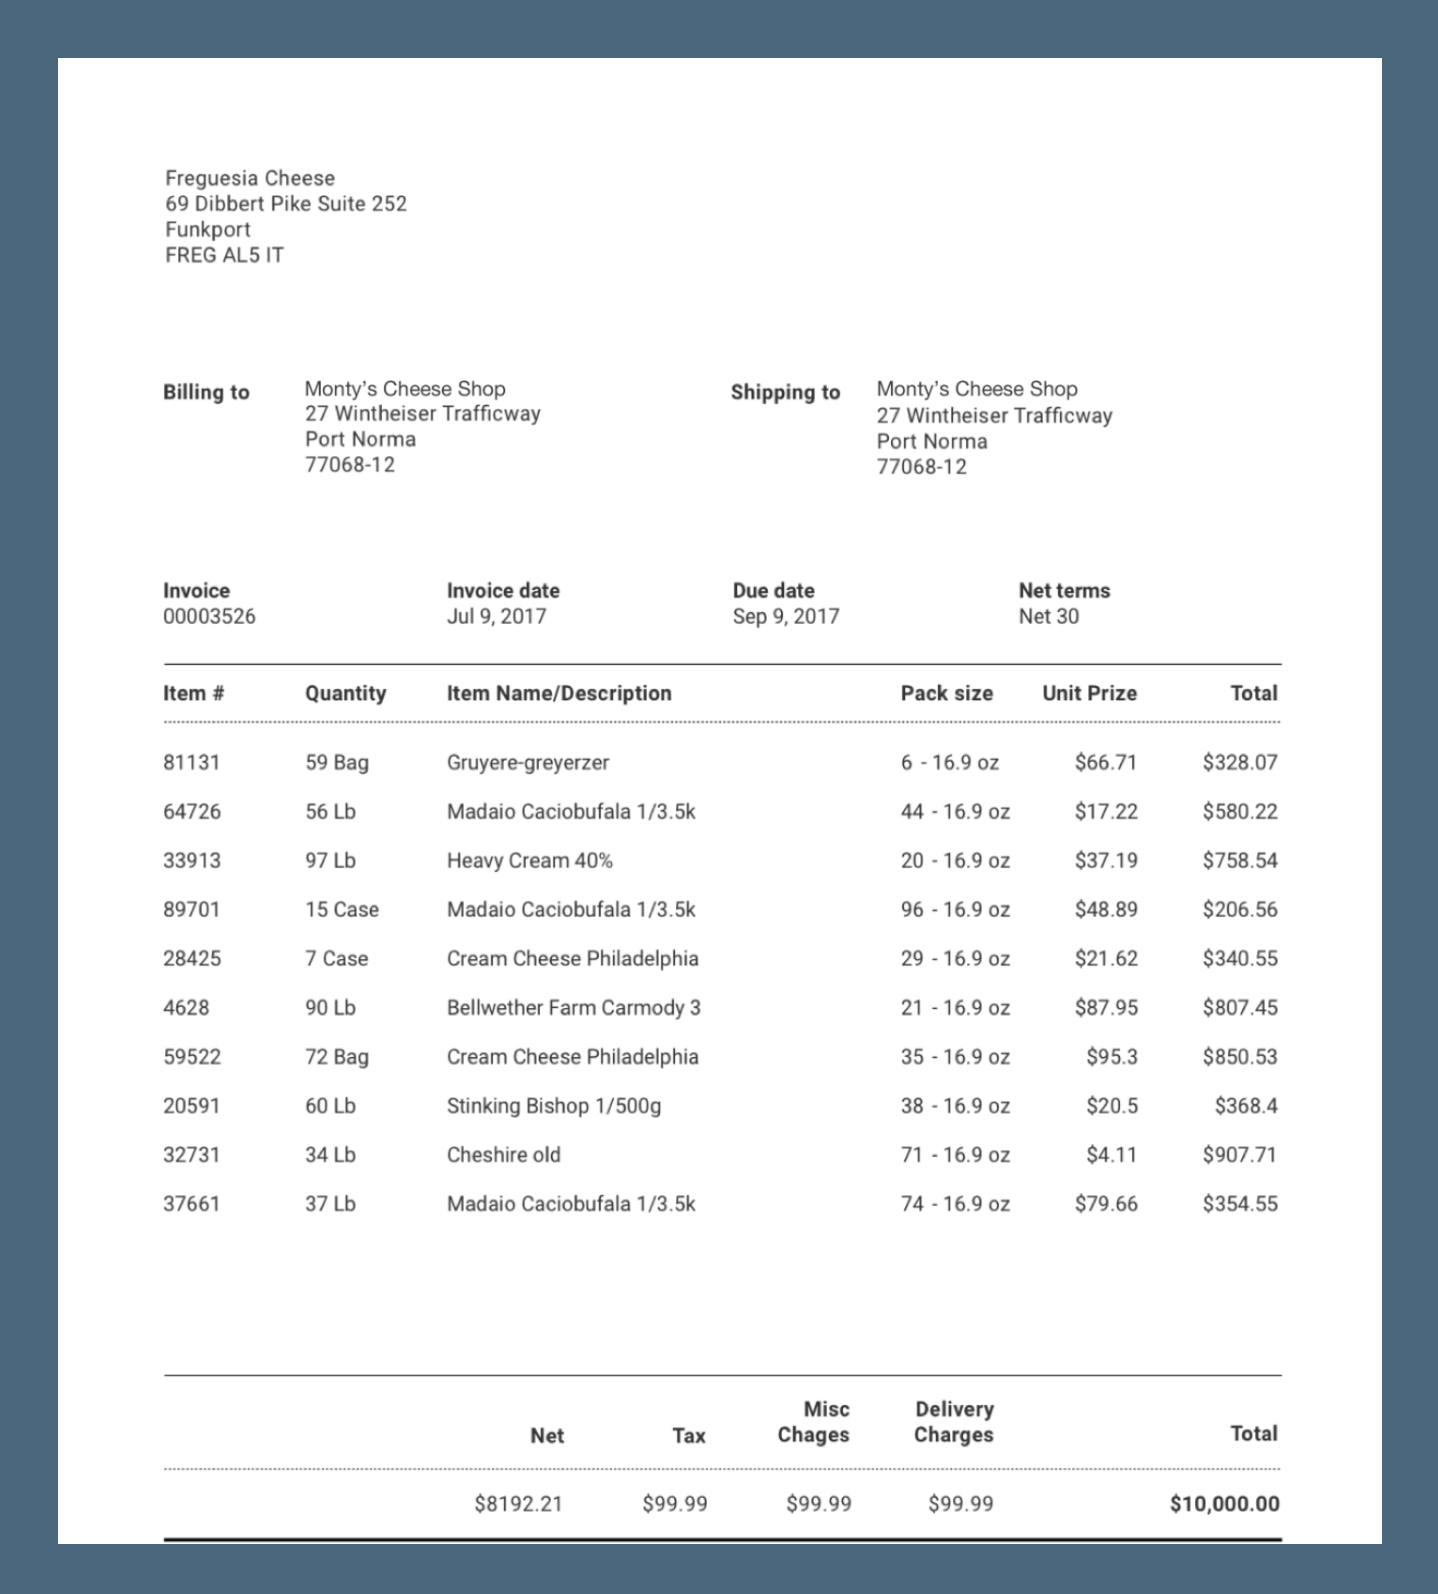 Freguesia Cheese
69 Dibbert Pike Suite 252
Funkport
FREG AL5 IT
Billing to
Monty’s Cheese Shop
27 Wintheiser Trafficway
Port Norma
77068-12
Shipping to
Monty’s Cheese Shop
27 Wintheiser Trafficway
Port Norma
77068-12
Invoice Invoice date Due date Net terms
00003526 Jul 9, 2017 Sep 9, 2017 Net 30
Item # Quantity Item Name/Description Pack size Unit Prize Total
81131 59 Bag Gruyere-greyerzer 6 - 16.9 oz $66.71 $328.07
64726 56 Lb Madaio Caciobufala 1/3.5k 44 - 16.9 oz $17.22 $580.22
33913 97 Lb Heavy Cream 40% 20 - 16.9 oz $37.19 $758.54
89701 15 Case Madaio Caciobufala 1/3.5k 96 - 16.9 oz $48.89 $206.56
28425 7 Case Cream Cheese Philadelphia 29 - 16.9 oz $21.62 $340.55
4628 90 Lb Bellwether Farm Carmody 3 21 - 16.9 oz $87.95 $807.45
59522 72 Bag Cream Cheese Philadelphia 35 - 16.9 oz $95.3 $850.53
20591 60 Lb Stinking Bishop 1/500g 38 - 16.9 oz $20.5 $368.4
32731 34 Lb Cheshire old 71 - 16.9 oz $4.11 $907.71
37661 37 Lb Madaio Caciobufala 1/3.5k 74 - 16.9 oz $79.66 $354.55
Net Tax Misc Chages Delivery Charges Total
$8192.21 $99.99 $99.99 $99.99 $10,000.00